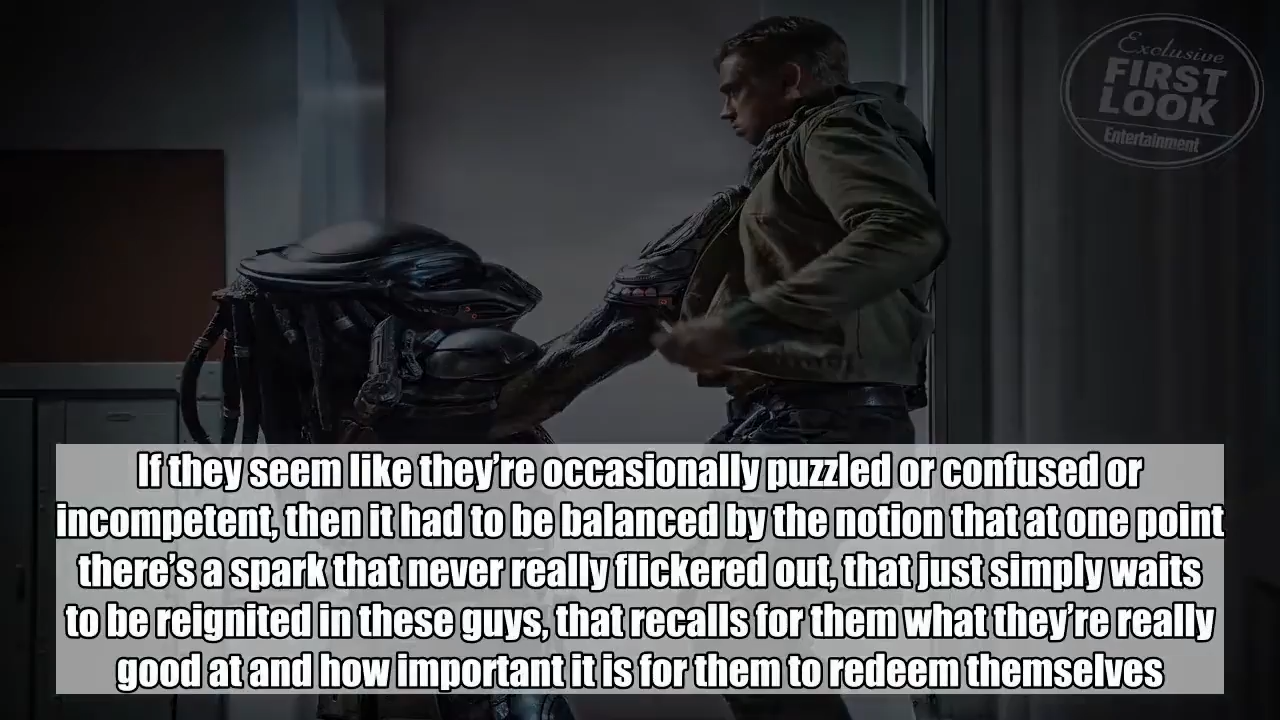 Exclusive
FIRST
LOOK
Entertainment
If they seem like they’re occasionally puzzled or confused or
incompetent, then it had to be balanced by the notion that at one point
there’s a spark that never really flickered out, that just simply waits
to be reignited in these guys, that recalls for them what they’re really
good at and how important it is for them to redeem themselves